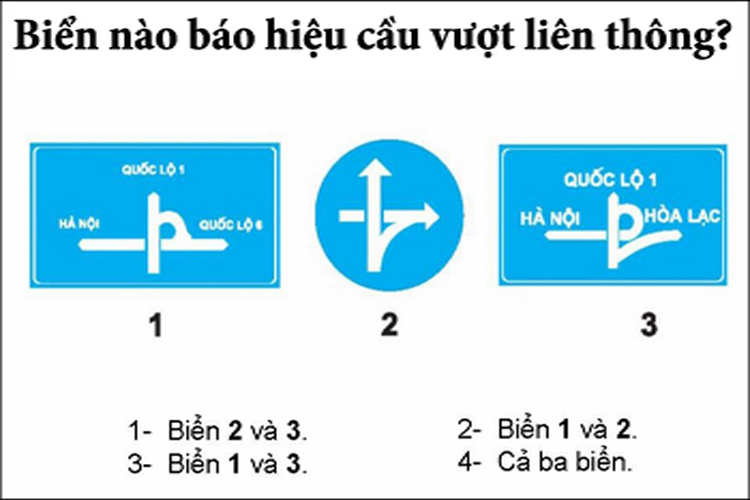 Biển nào báo hiệu cầu vượt liên thông?
QUỐC LỘ 1
HÀ NỘI
QUỐC LỘ 6
QUỐC LỘ 1
HÀ NỘI
HÒA LẠC
1
2
3
1- Biển 2 và 3.
2- Biển 1 và 2.
3- Biển 1 và 3.
4- Cả ba biển.